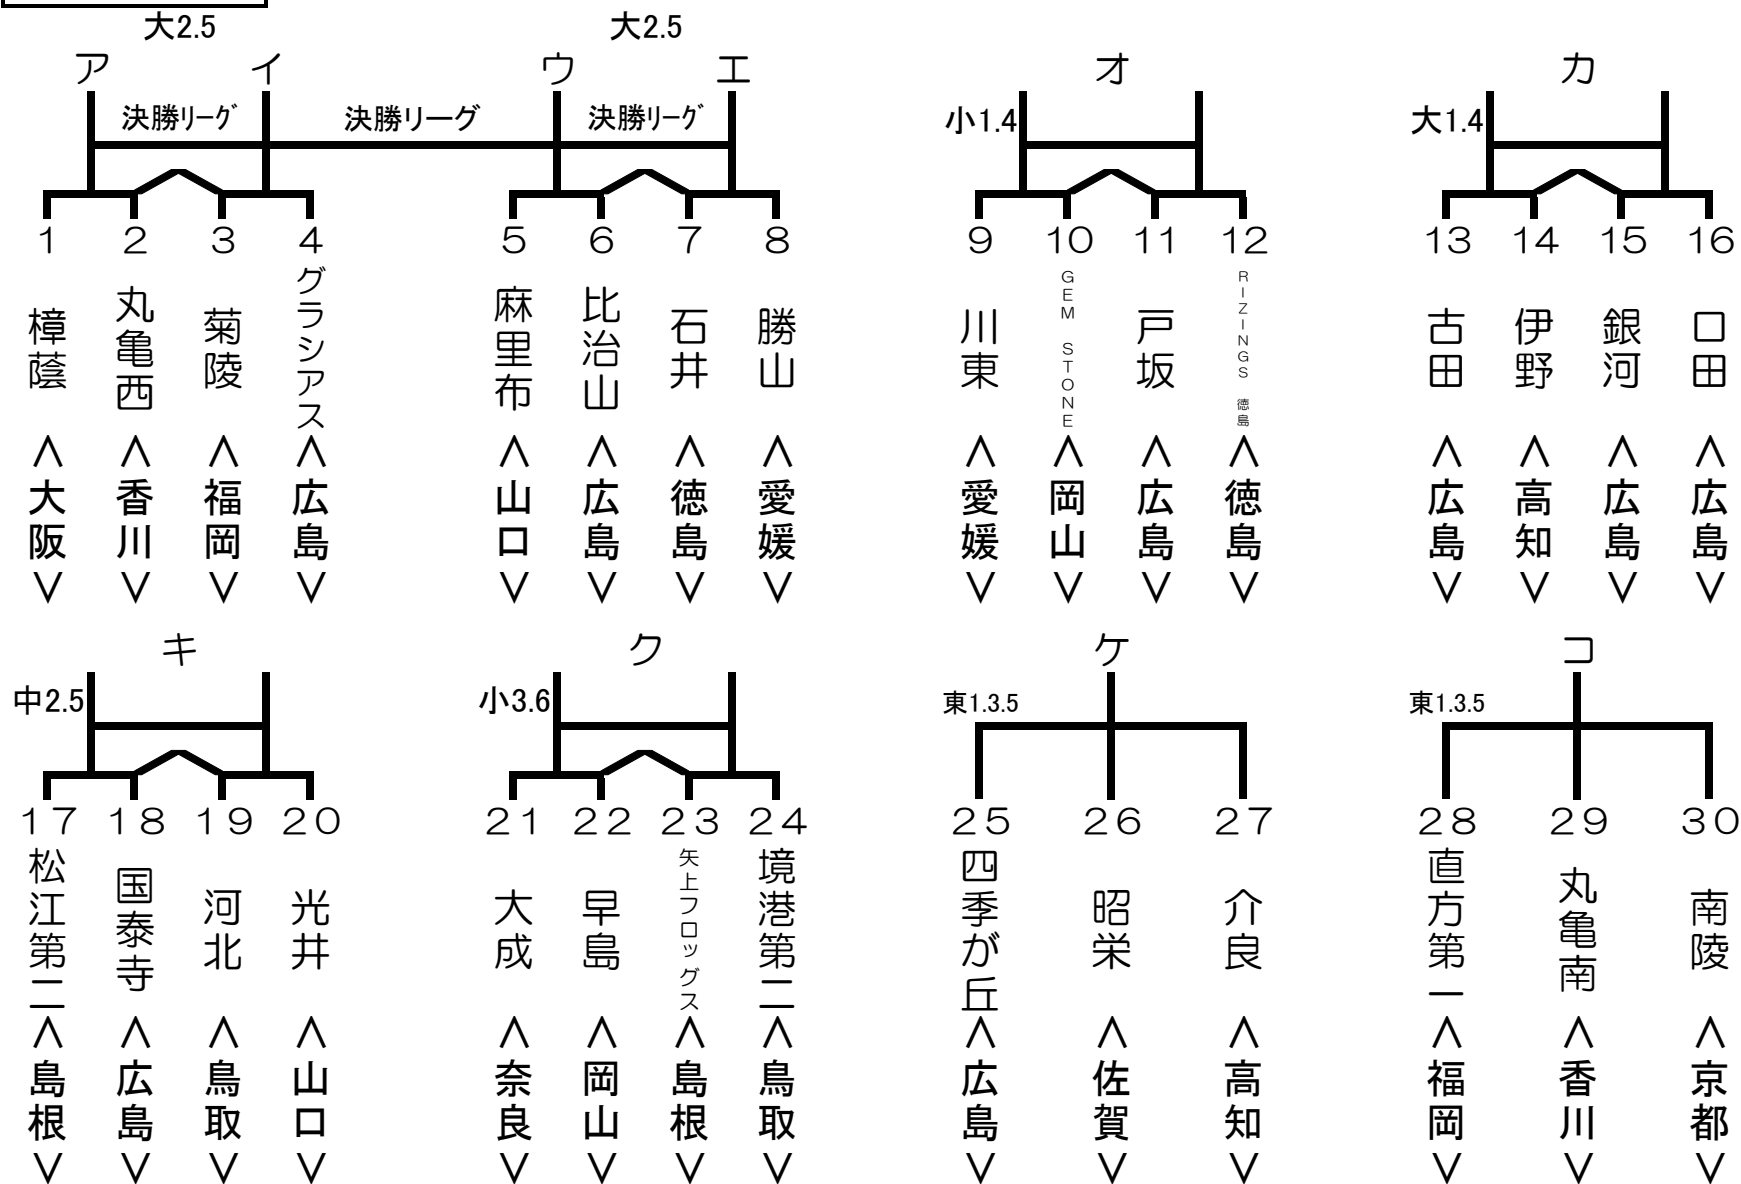 大2.5 大2.5
ア イ ウ エ オ カ
決勝リーグ 決勝リーグ 決勝リーグ 小1.4 大1.4
1 2 3 4 5 6 7 8 9 10 11 12 13 14 15 16
樟蔭<大阪>
丸亀西<香川>
菊陵<福岡>
グラシアス<広島>
麻里布<山口>
比治山<広島>
石井<徳島>
勝山<愛媛>
川東<愛媛>
GEM STONE<岡山>
戸坂<広島>
RIZINGS 徳島<徳島>
古田<広島>
伊野<高知>
銀河<広島>
口田<広島>
キ ク ケ コ
中2.5 小3.6 東1.3.5 東1.3.5
17 18 19 20 21 22 23 24 25 26 27 28 29 30
松江第二<島根>
国泰寺<広島>
河北<鳥取>
光井<山口>
大成<奈良>
早島<岡山>
矢上フロッグス<島根>
境港第二<鳥取>
四季が丘<広島>
昭栄<佐賀>
介良<高知>
直方第一<福岡>
丸亀南<香川>
南陵<京都>